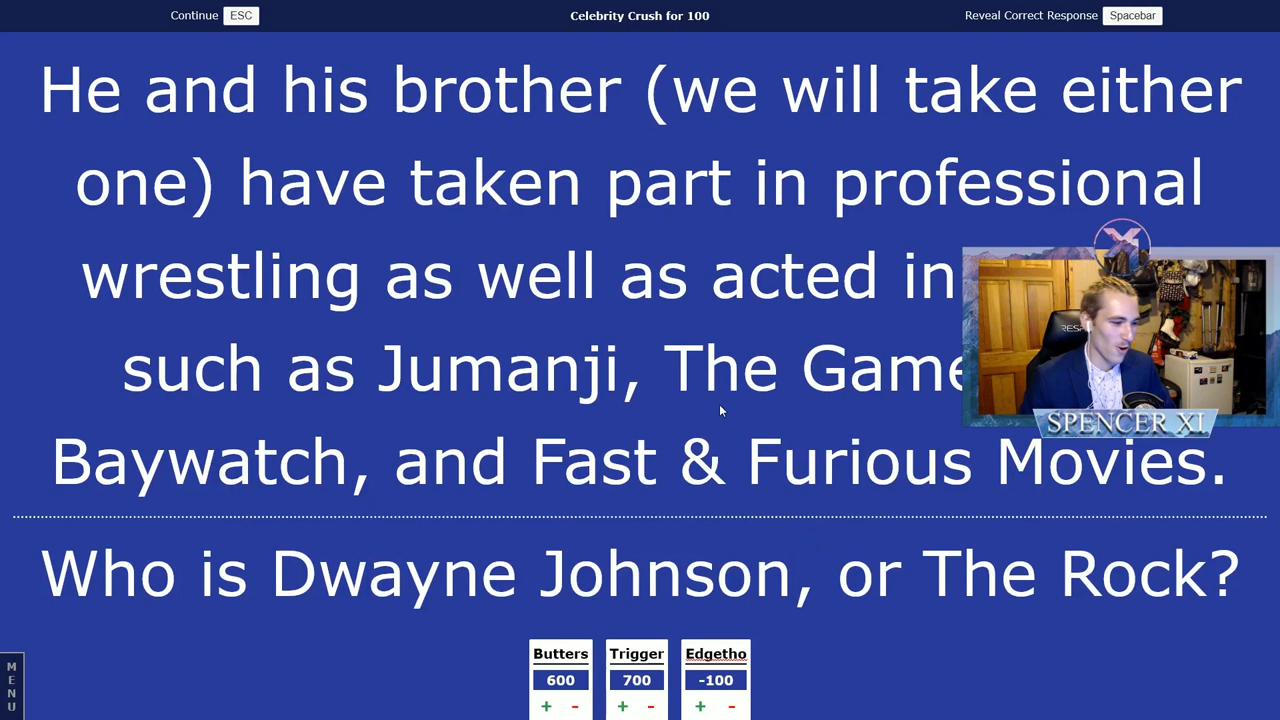 Continue ESC
Celebrity Crush for 100
Reveal Correct Response Spacebar
He and his brother (we will take either
one) have taken part in professional
wrestling as well as acted in
such as Jumanji, The Game
Baywatch, and Fast & Furious Movies.
SPENCER XI
Who is Dwayne Johnson, or The Rock?
MENU
Butters Trigger Edgetho
600 700 -100
+ - + - + -